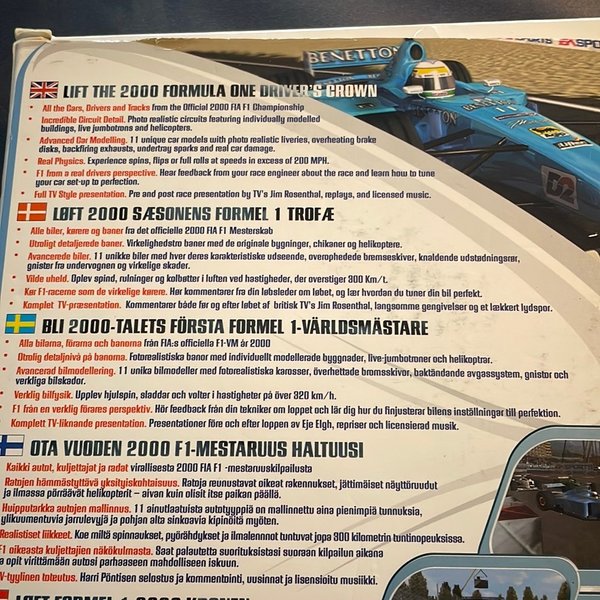 EA SPORTS
BENETTON
LIFT THE 2000 FORMULA ONE DRIVER'S CROWN
• All the Cars, Drivers and Tracks from the Official 2000 FIA F1 Championship
• Incredible Circuit Detail. Photo realistic circuits featuring individually modelled
buildings, live jumbotrons and helicopters.
• Advanced Car Modelling. 11 unique car models with photo realistic liveries, overheating brake
disks, backfiring exhausts, undertray sparks and real car damage.
• Real Physics. Experience spins, flips or full rolls at speeds in excess of 200 MPH.
• F1 from a real drivers perspective. Hear feedback from your race engineer about the race and learn how to tune
your car set-up to perfection.
• Full TV Style presentation. Pre and post race presentation by TV's Jim Rosenthal, replays, and licensed music.
LØFT 2000 SÆSONENS FORMEL 1 TROFÆ
• Alle biler, kørere og baner fra det officielle 2000 FIA F1 Mesterskab
• Utroligt detaljerede baner. Virkelighedstro baner med de originale bygninger, chikaner og helikoptere.
• Avancerede biler. 11 unikke biler med hver deres karakteristiske udseende, overophedede bremseskiver, knaldende udstødningsrør,
gnister fra undervognen og virkelige skader.
• Vilde uheld. Oplev spind, rulninger og kolbøtter i luften ved hastigheder, der overstiger 300 Km/t.
• Kør F1-racerne som de virkelige kørere. Hør kommentarer fra din løbsleder om løbet, og lær hvordan du tuner din bil perfekt.
• Komplet TV-præsentation. Kommentarer både før og efter løbet af britisk TV's Jim Rosenthal, langsomme gengivelser og et lækkert lydspor.
BLI 2000-TALETS FÖRSTA FORMEL 1-VÄRLDSMÄSTARE
• Alla bilarna, förarna och banorna från FIA:s officiella F1-VM år 2000
• Otrolig detaljnivå på banorna. Fotorealistiska banor med individuellt modellerade byggnader, live-jumbotroner och helikoptrar.
• Avancerad bilmodellering. 11 unika bilmodeller med fotorealistiska karosser, överhettade bromsskivor, baktändande avgassystem, gnistor och
verkliga bilskador.
• Verklig bilfysik. Upplev hjulspin, sladdar och volter i hastigheter på över 320 km/h.
• F1 från en verklig förares perspektiv. Hör feedback från din tekniker om loppet och lär dig hur du finjusterar bilens inställningar till perfektion.
• Komplett TV-liknande presentation. Presentationer före och efter loppen av Eje Elgh, repriser och licensierad musik.
OTA VUODEN 2000 F1-MESTARUUS HALTUUSI
Kaikki autot, kuljettajat ja radat virallisesta 2000 FIA F1 -mestaruuskilpailusta
Ratojen hämmästyttävä yksityiskohtaisuus. Ratoja reunustavat oikeat rakennukset, jättimäiset näyttöruudut
ja ilmassa pörräävät helikopterit – aivan kuin olisit itse paikan päällä.
Huipputarkka autojen mallinnus. 11 ainutlaatuista autotyyppiä on mallinnettu aina pienimpiä tunnuksia,
ylikuumentuvia jarrulevyjä ja pohjan alta sinkoavia kipinöitä myöten.
Realistiset liikkeet. Koe miltä spinnaukset, pyörähdykset ja ilmalennot tuntuvat jopa 300 kilometrin tuntinopeuksissa.
F1 oikeasta kuljettajien näkökulmasta. Saat palautetta suorituksistasi suoraan kilpailun aikana
ja opit virittämään autosi parhaaseen mahdolliseen iskuun.
V-tyylinen toteutus. Harri Pöntisen selostus ja kommentointi, uusinnat ja lisensioitu musiikki.
LØFT FORMEL 1 2000 KRONEN